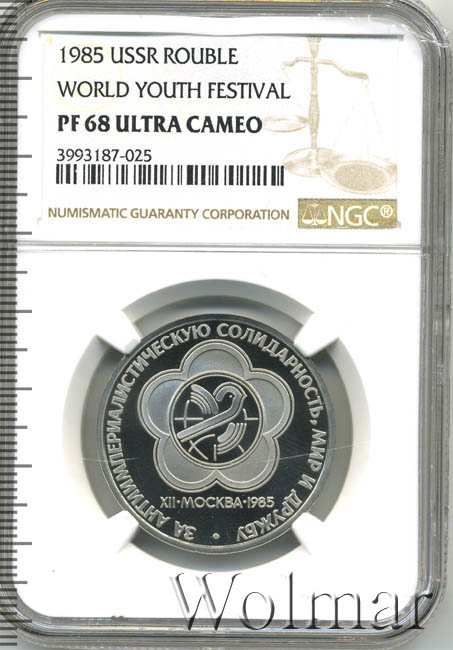 1985 USSR ROUBLE
WORLD YOUTH FESTIVAL
PF 68 ULTRA CAMEO
3993187-025
NUMISMATIC GUARANTY CORPORATION
NGC®
ЗА АНТИИМПЕРИАЛИСТИЧЕСКУЮ СОЛИДАРНОСТЬ, МИР И ДРУЖБУ
XII·МОСКВА·1985
Wolmar